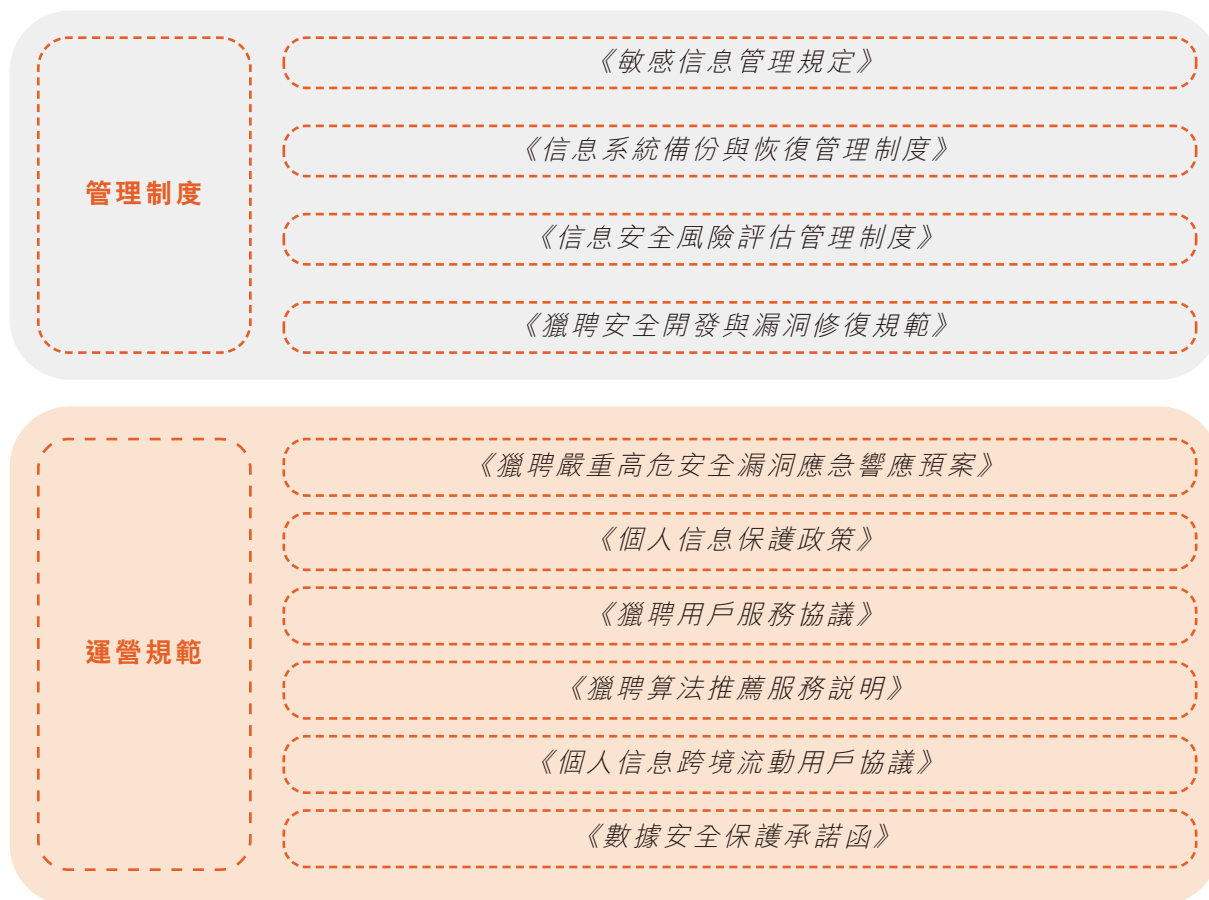 管理制度
《敏感信息管理規定》
《信息系統備份與恢復管理制度》
《信息安全風險評估管理制度》
《獵聘安全開發與漏洞修復規範》
運營規範
《獵聘嚴重高危安全漏洞應急響應預案》
《個人信息保護政策》
《獵聘用戶服務協議》
《獵聘算法推薦服務説明》
《個人信息跨境流動用戶協議》
《數據安全保護承諾函》